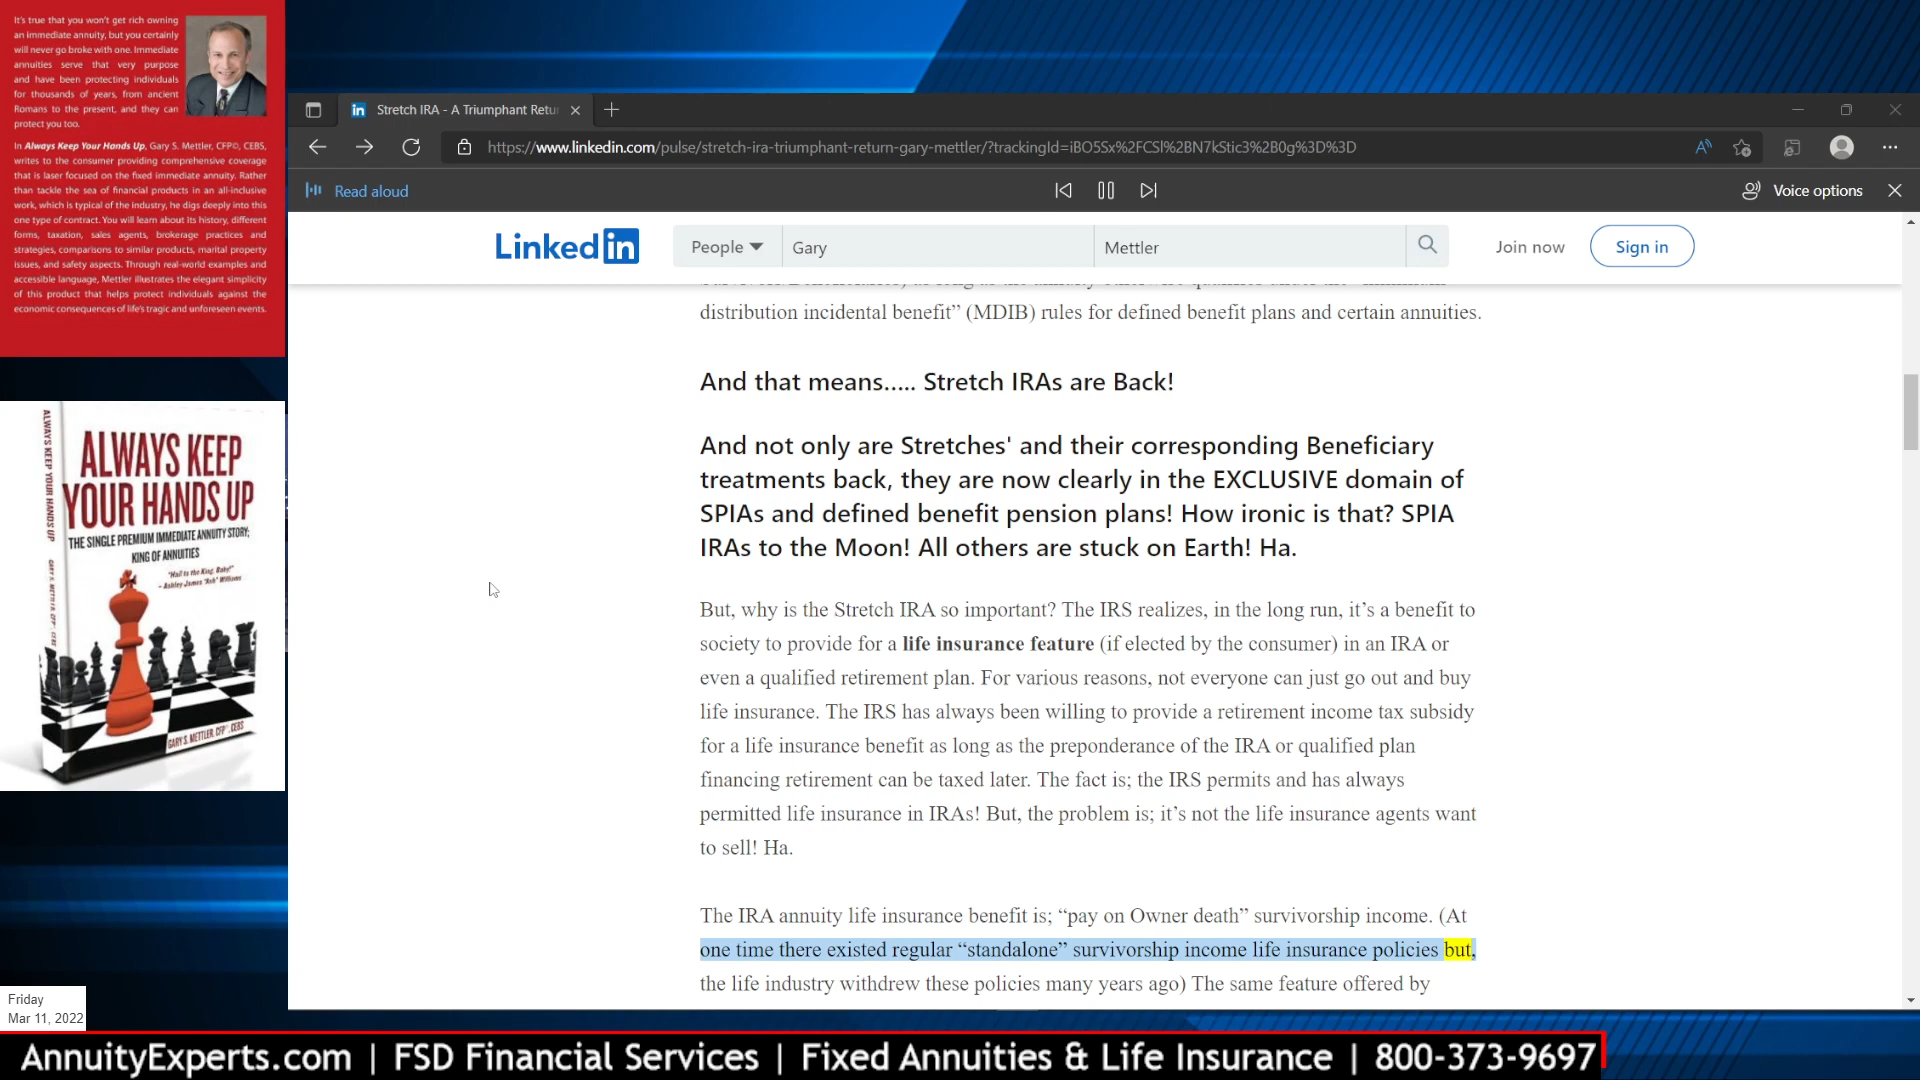 It's true that you won't get rich owning
an immediate annuity, but you certainly
will never go broke with one. Immediate
annuities serve that very purpose
and have been protecting individuals
for thousands of years, from ancient
Romans to the present, and they can
protect you too.
In Always Keep Your Hands Up, Gary S. Mettler, CFP©, CEBS,
writes to the consumer providing comprehensive coverage
that is laser focused on the fixed immediate annuity. Rather
than tackle the sea of financial products in an all-inclusive
work, which is typical of the industry, he digs deeply into this
one type of contract. You will learn about its history, different
forms, taxation, sales agents, brokerage practices and
strategies, comparisons to similar products, marital property
issues, and safety aspects. Through real-world examples and
accessible language, Mettler illustrates the elegant simplicity
of this product that helps protect individuals against the
economic consequences of life's tragic and unforeseen events.
ALWAYS KEEP YOUR HANDS UP
ALWAYS KEEP
YOUR HANDS UP
THE SINGLE PREMIUM IMMEDIATE ANNUITY STORY;
KING OF ANNUITIES
"Hail to the King, Baby!"
- Ashley James "Ash" Williams
GARY S. METTLER, CFP®, CEBS
Friday
Mar 11, 2022
Stretch IRA - A Triumphant Retu
https://www.linkedin.com/pulse/stretch-ira-triumphant-return-gary-mettler/?trackingId=iBO5Sx%2FCSl%2BN7kStic3%2B0g%3D%3D
Read aloud
Voice options
Linked in
People
Gary
Mettler
Join now
Sign in
distribution incidental benefit” (MDIB) rules for defined benefit plans and certain annuities.
And that means..... Stretch IRAs are Back!
And not only are Stretches' and their corresponding Beneficiary
treatments back, they are now clearly in the EXCLUSIVE domain of
SPIAs and defined benefit pension plans! How ironic is that? SPIA
IRAs to the Moon! All others are stuck on Earth! Ha.
But, why is the Stretch IRA so important? The IRS realizes, in the long run, it’s a benefit to
society to provide for a life insurance feature (if elected by the consumer) in an IRA or
even a qualified retirement plan. For various reasons, not everyone can just go out and buy
life insurance. The IRS has always been willing to provide a retirement income tax subsidy
for a life insurance benefit as long as the preponderance of the IRA or qualified plan
financing retirement can be taxed later. The fact is; the IRS permits and has always
permitted life insurance in IRAs! But, the problem is; it’s not the life insurance agents want
to sell! Ha.
The IRA annuity life insurance benefit is; “pay on Owner death” survivorship income. (At
one time there existed regular “standalone” survivorship income life insurance policies but,
the life industry withdrew these policies many years ago) The same feature offered by
AnnuityExperts.com | FSD Financial Services | Fixed Annuities & Life Insurance | 800-373-9697